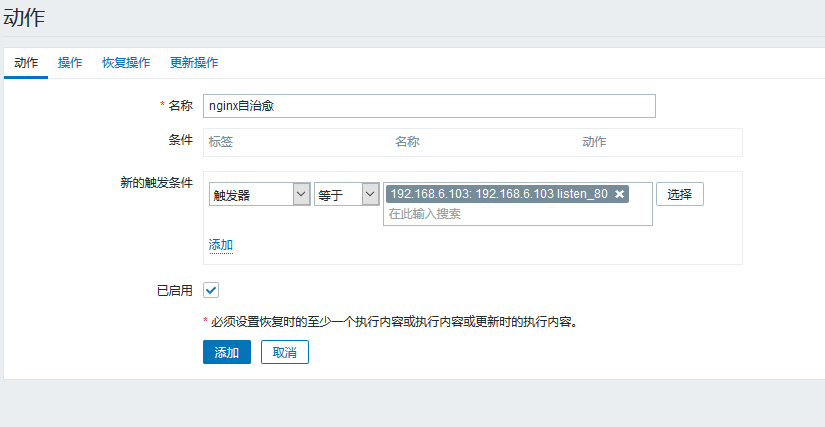 动作
动作 操作 恢复操作 更新操作
* 名称 nginx自治愈
条件 标签 名称 动作
新的触发条件 触发器 等于 192.168.6.103: 192.168.6.103 listen_80 选择
在此输入搜索
添加
已启用
* 必须设置恢复时的至少一个执行内容或执行内容或更新时的执行内容。
添加 取消